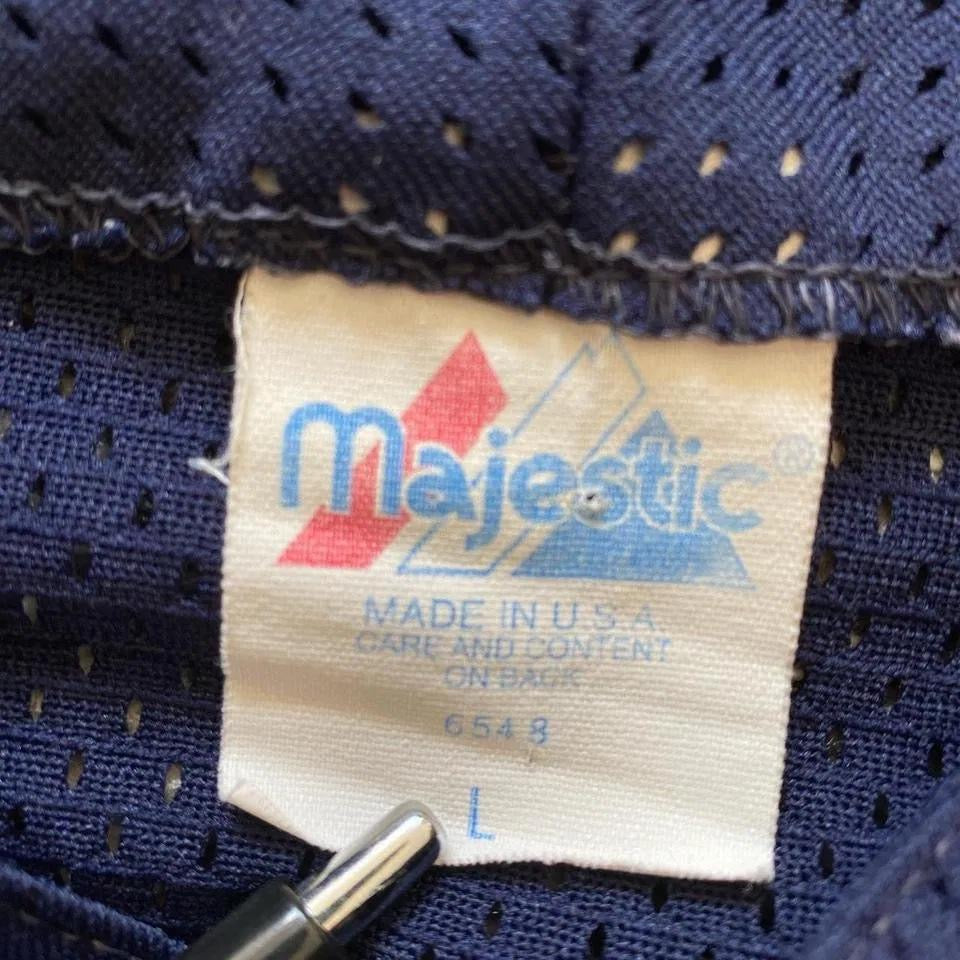 Majestic®
MADE IN U.S.A.
CARE AND CONTENT
ON BACK
6548
L